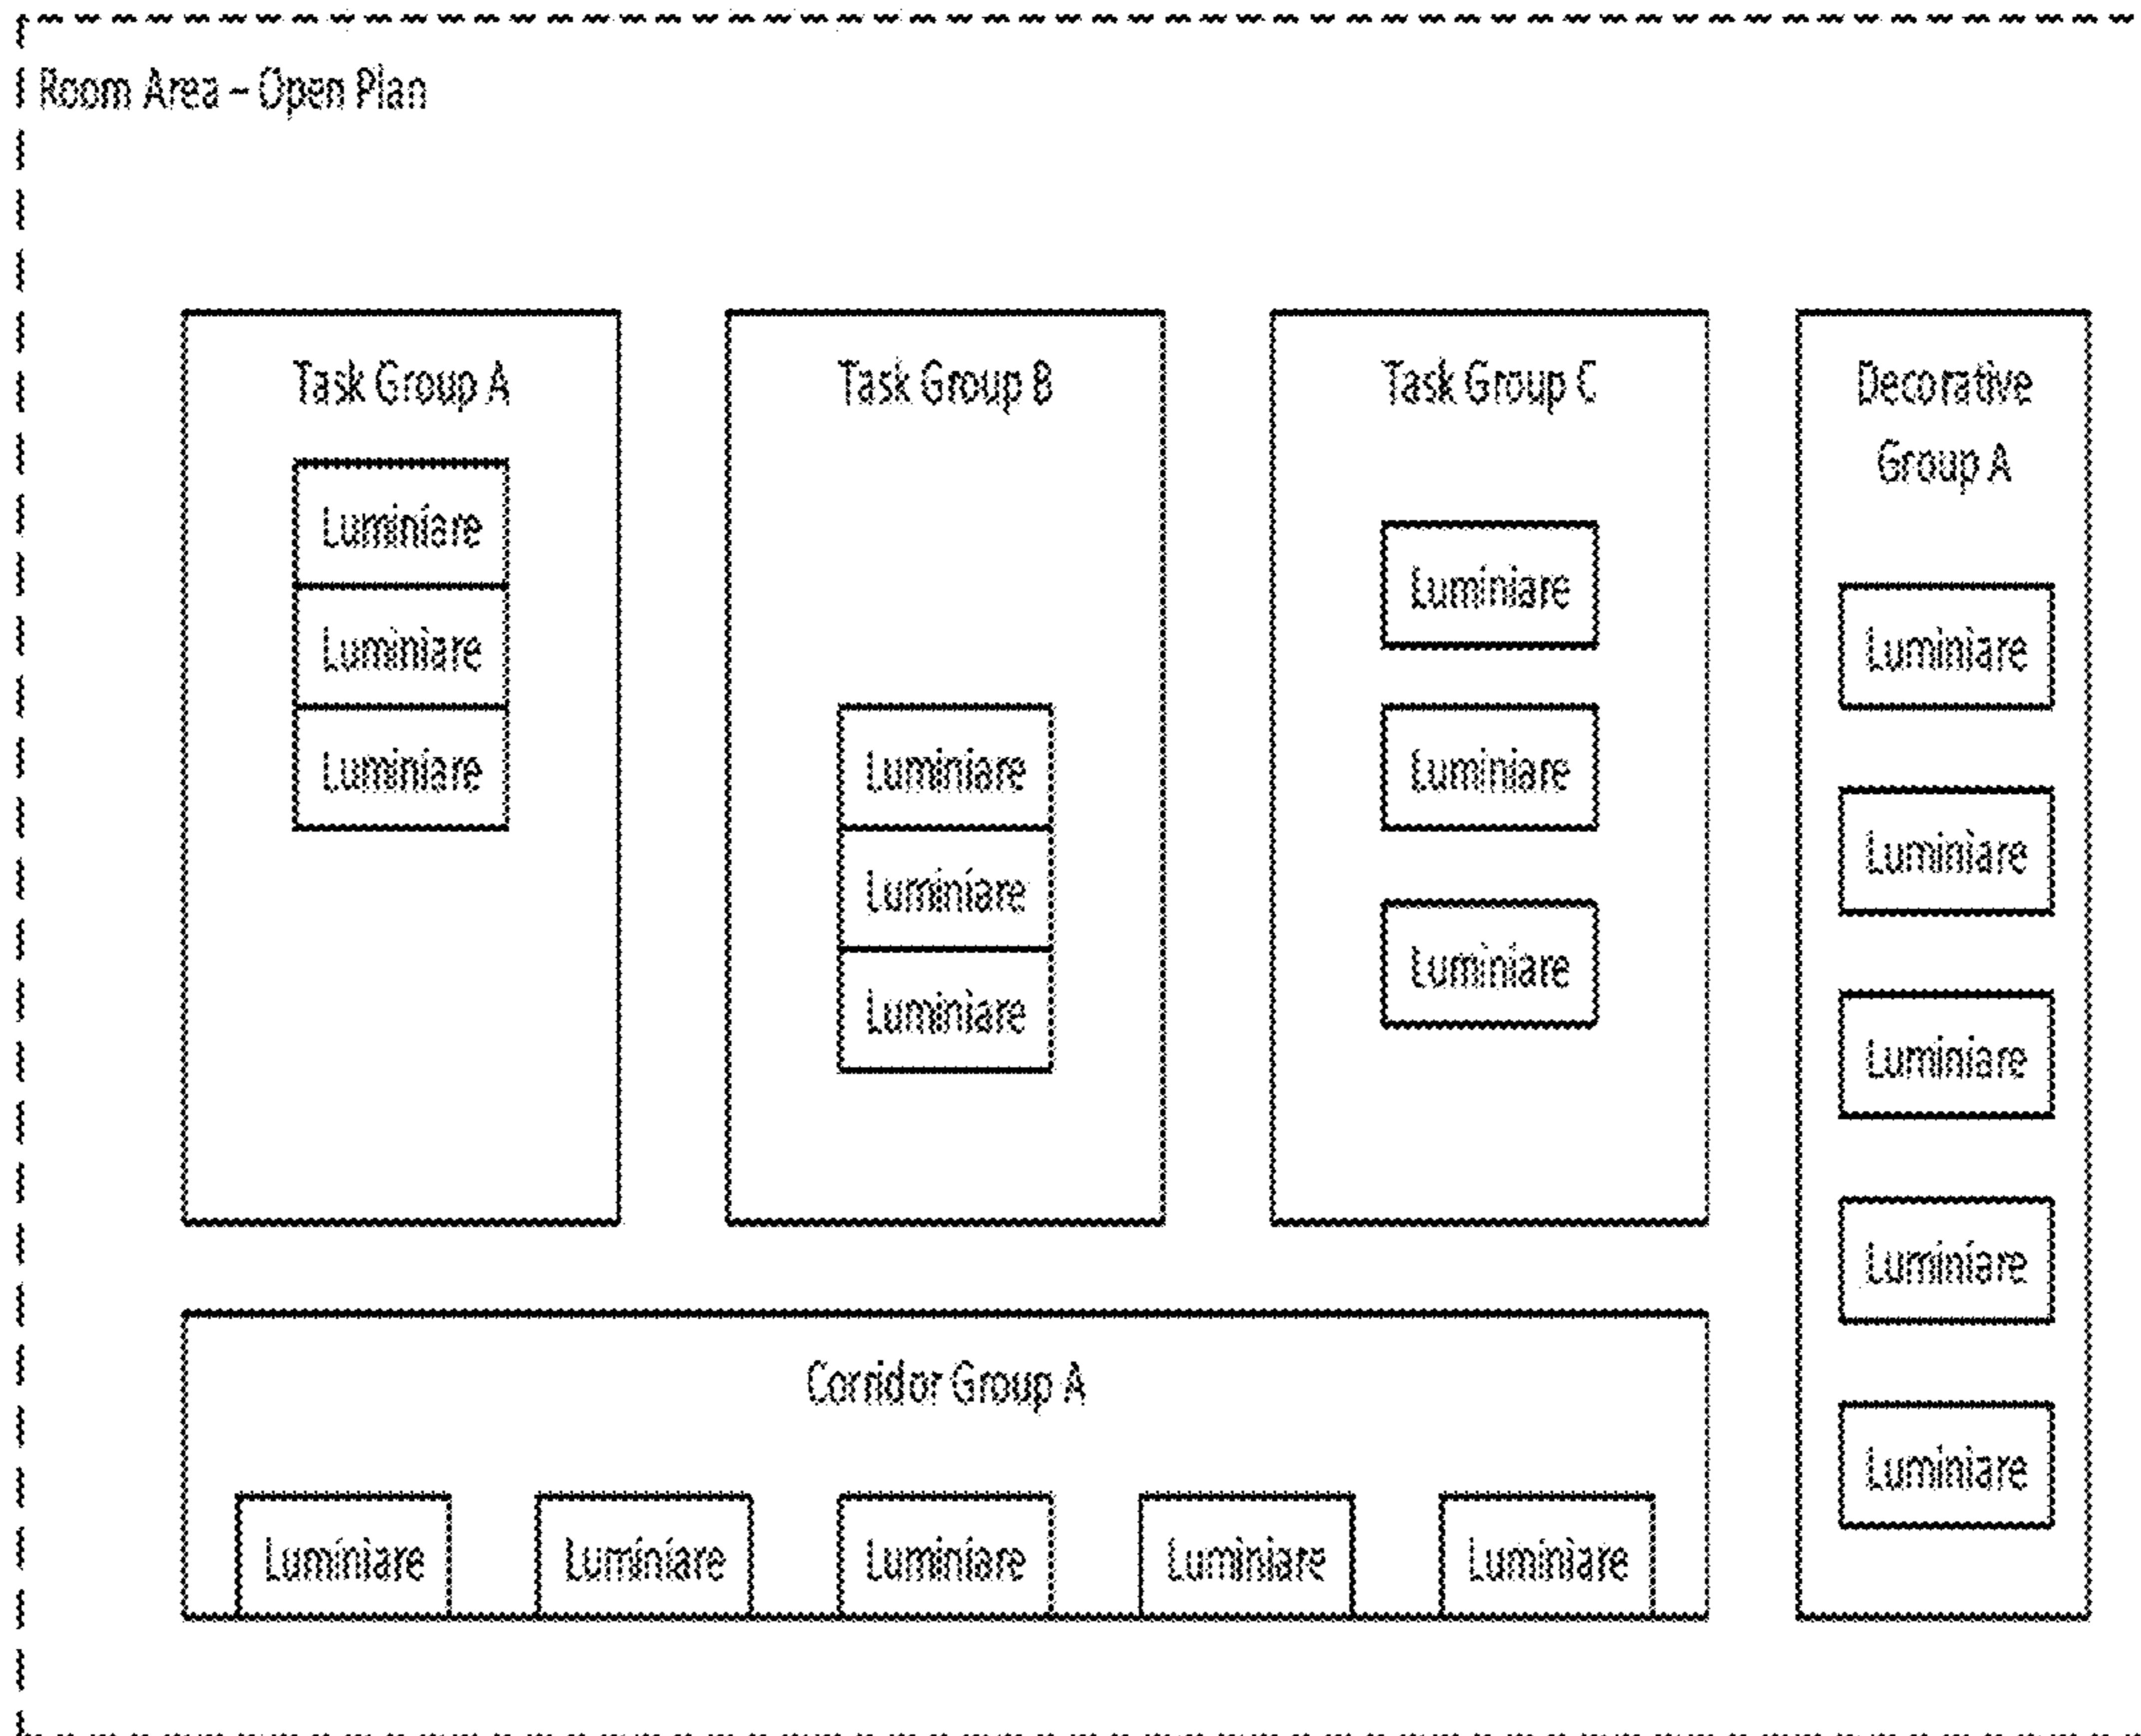 Room Area – Open Plan
Task Group A
Luminiare
Luminiare
Luminiare
Task Group B
Luminiare
Luminiare
Luminiare
Task Group C
Luminiare
Luminiare
Luminiare
Decorative
Group A
Luminiare
Luminiare
Luminiare
Luminiare
Luminiare
Corridor Group A
Luminiare
Luminiare
Luminiare
Luminiare
Luminiare